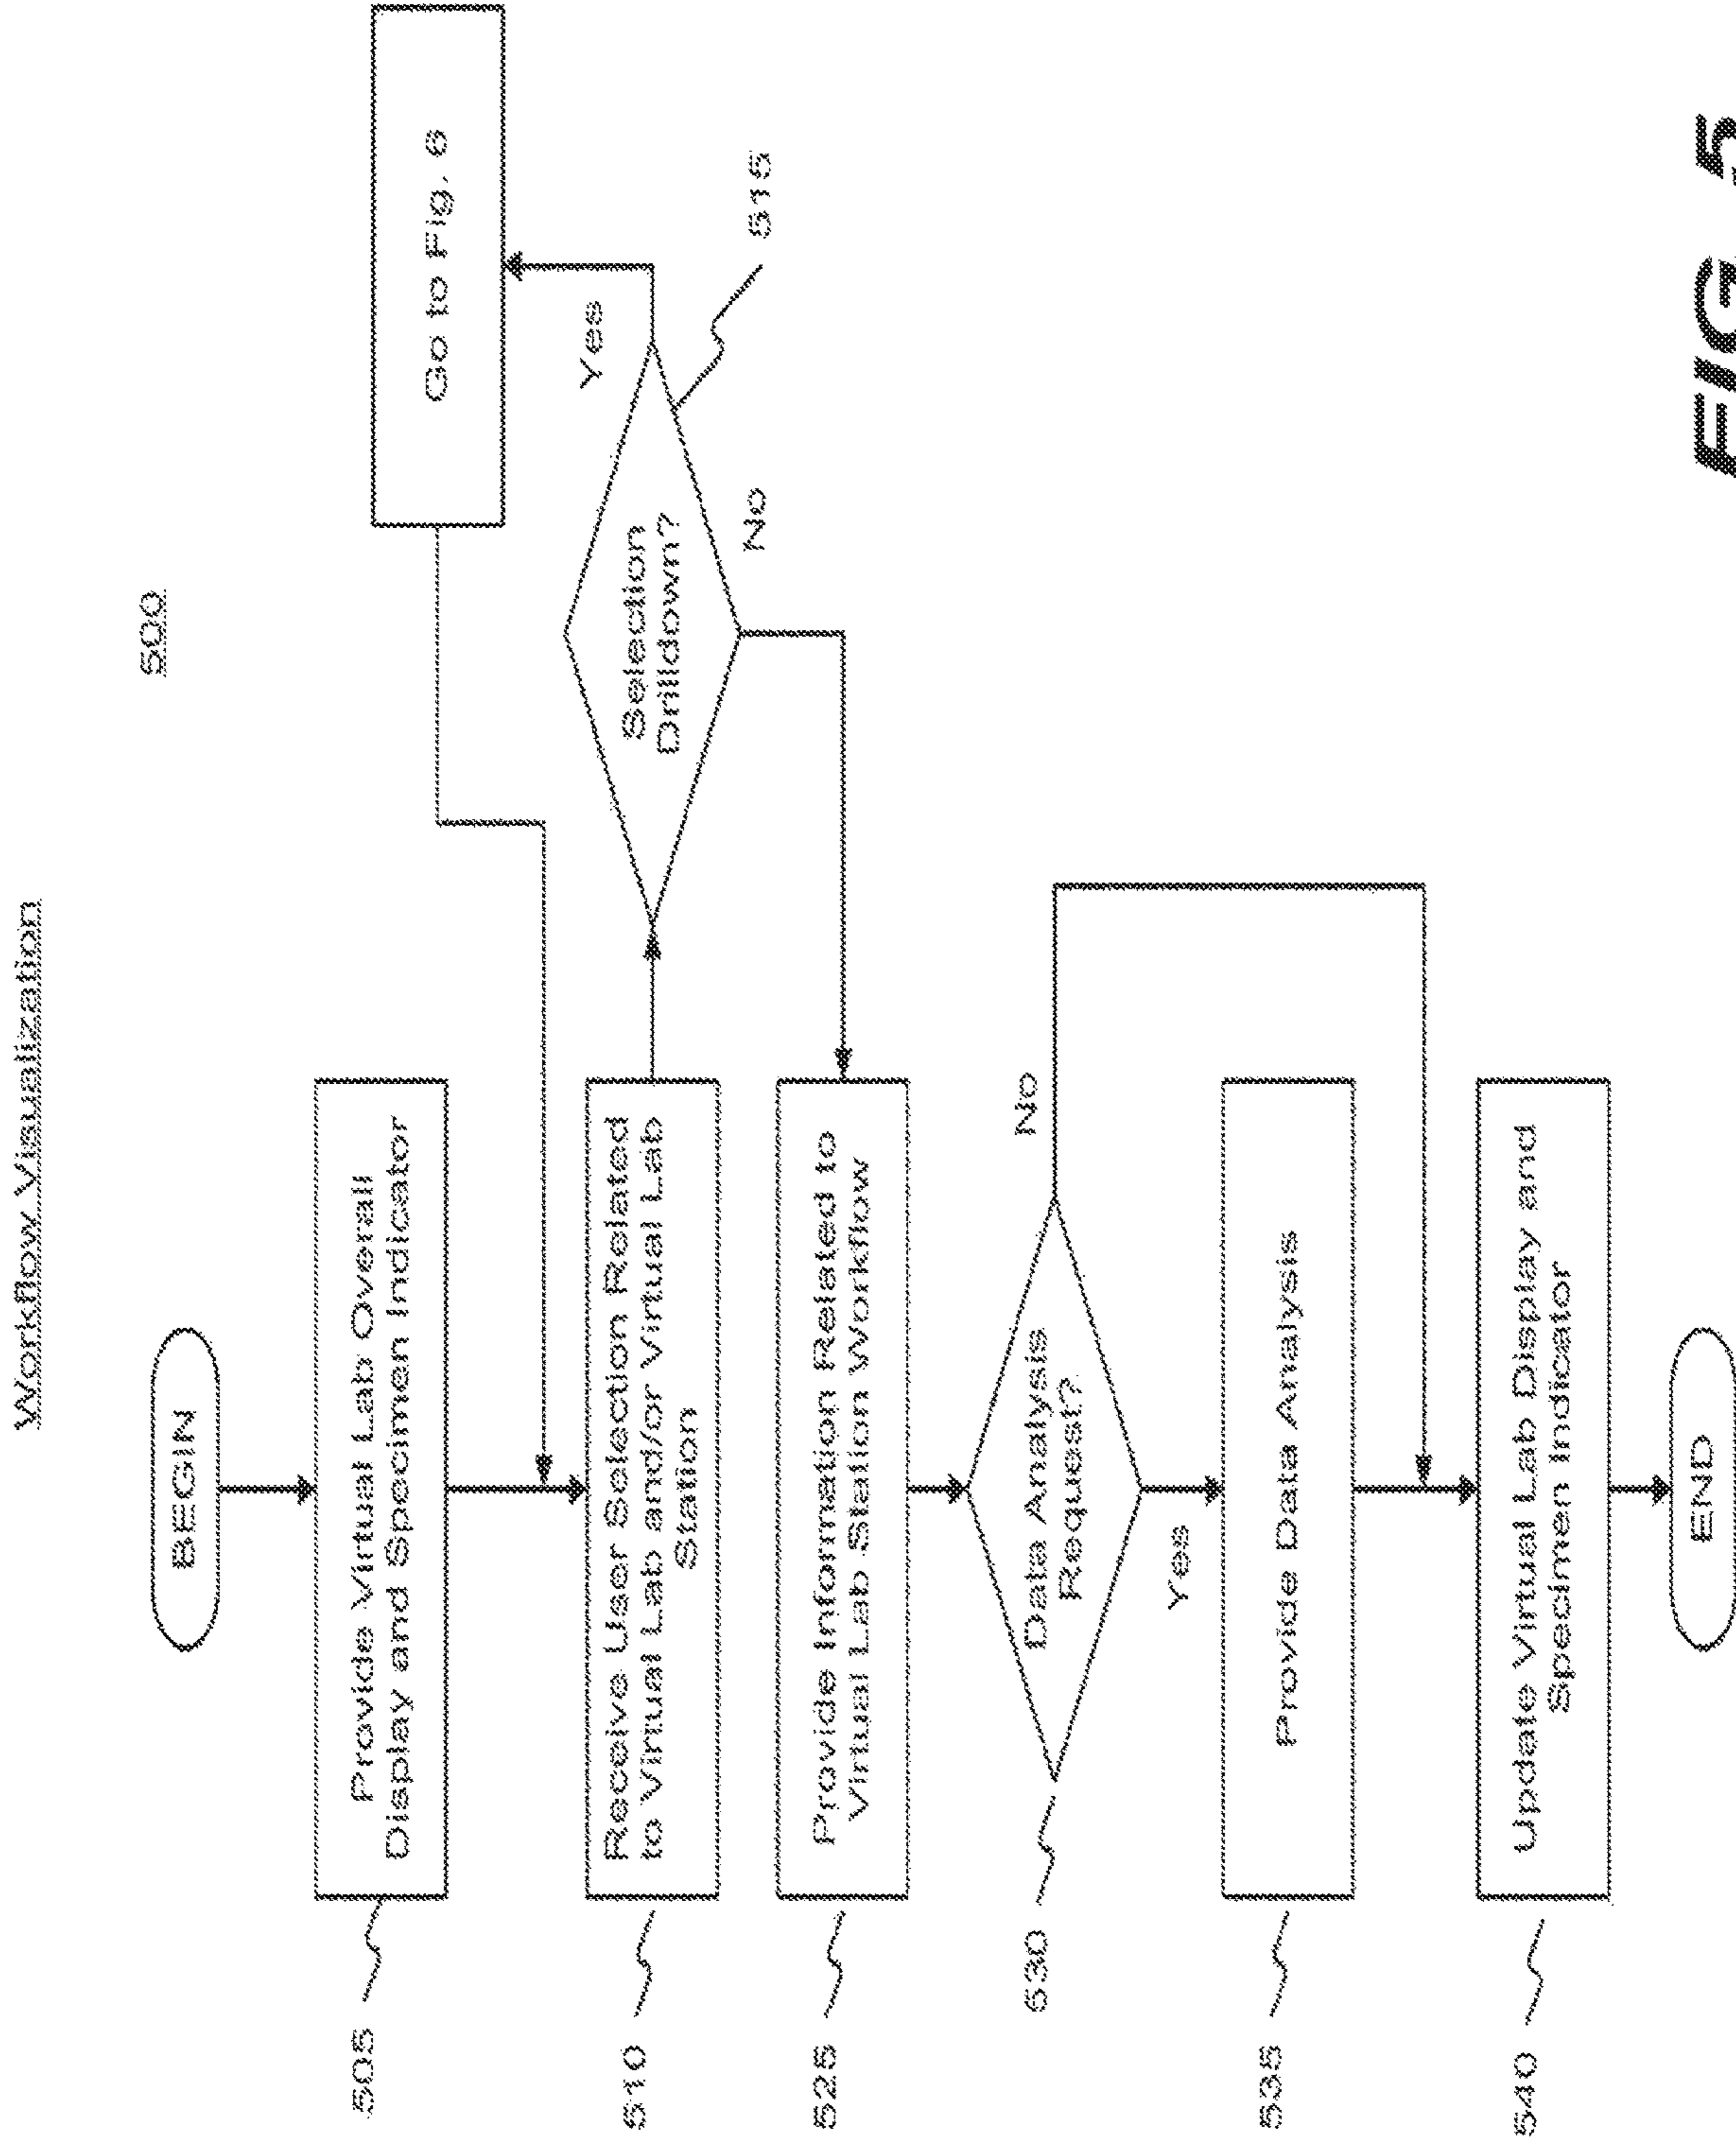 Workflow Visualization
500
BEGIN
505
Provide Virtual Lab Overall
Display and Specimen Indicator
Go to Fig. 6
510
Receive User Selection Related
to Virtual Lab and/or Virtual Lab
Station
Selection
Drilldown?
Yes
515
No
525
Provide Information Related to
Virtual Lab Station Workflow
530
Data Analysis
Request?
No
Yes
535
Provide Data Analysis
540
Update Virtual Lab Display and
Specimen Indicator
END
FIG. 5